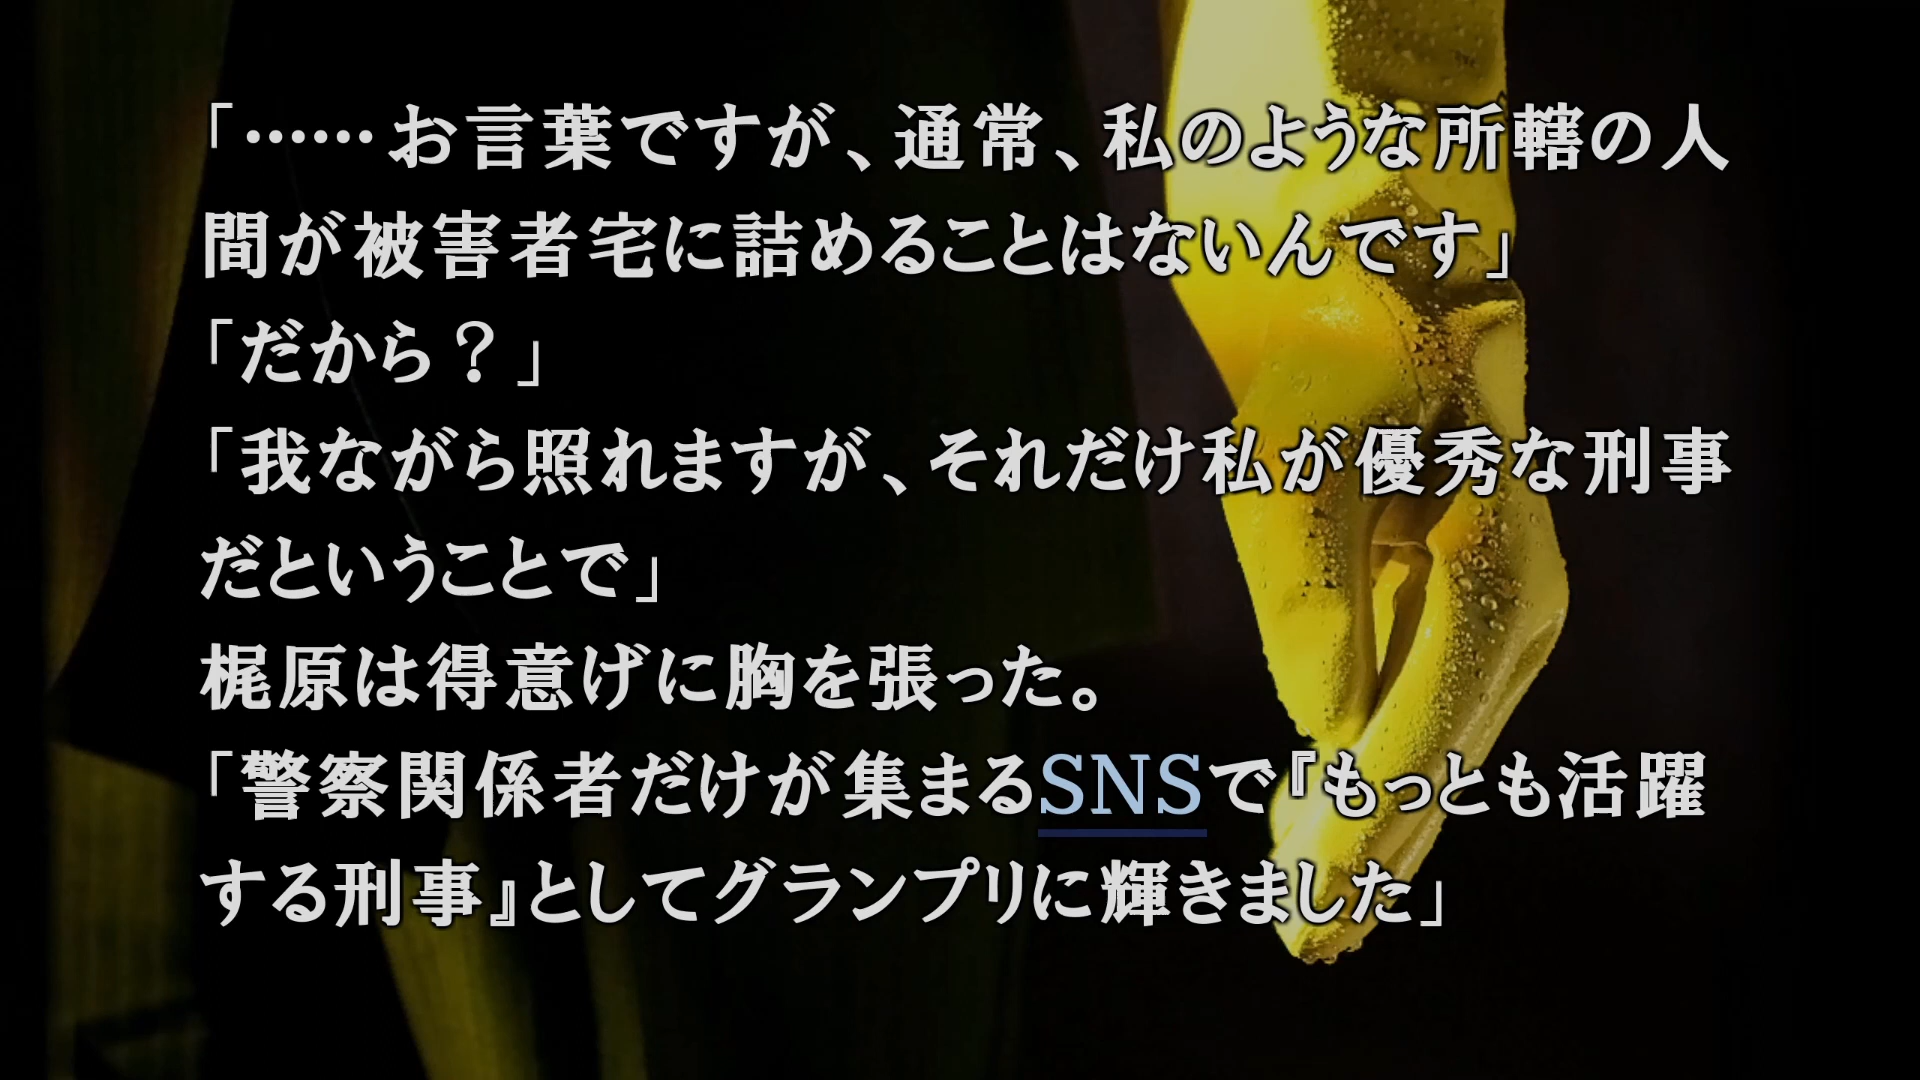 「……お言葉ですが、通常、私のような所轄の人
間が被害者宅に詰めることはないんです」
「だから？」
「我ながら照れますが、それだけ私が優秀な刑事
だということで」
梶原は得意げに胸を張った。
「警察関係者だけが集まるSNSで『もっとも活躍
する刑事』としてグランプリに輝きました」